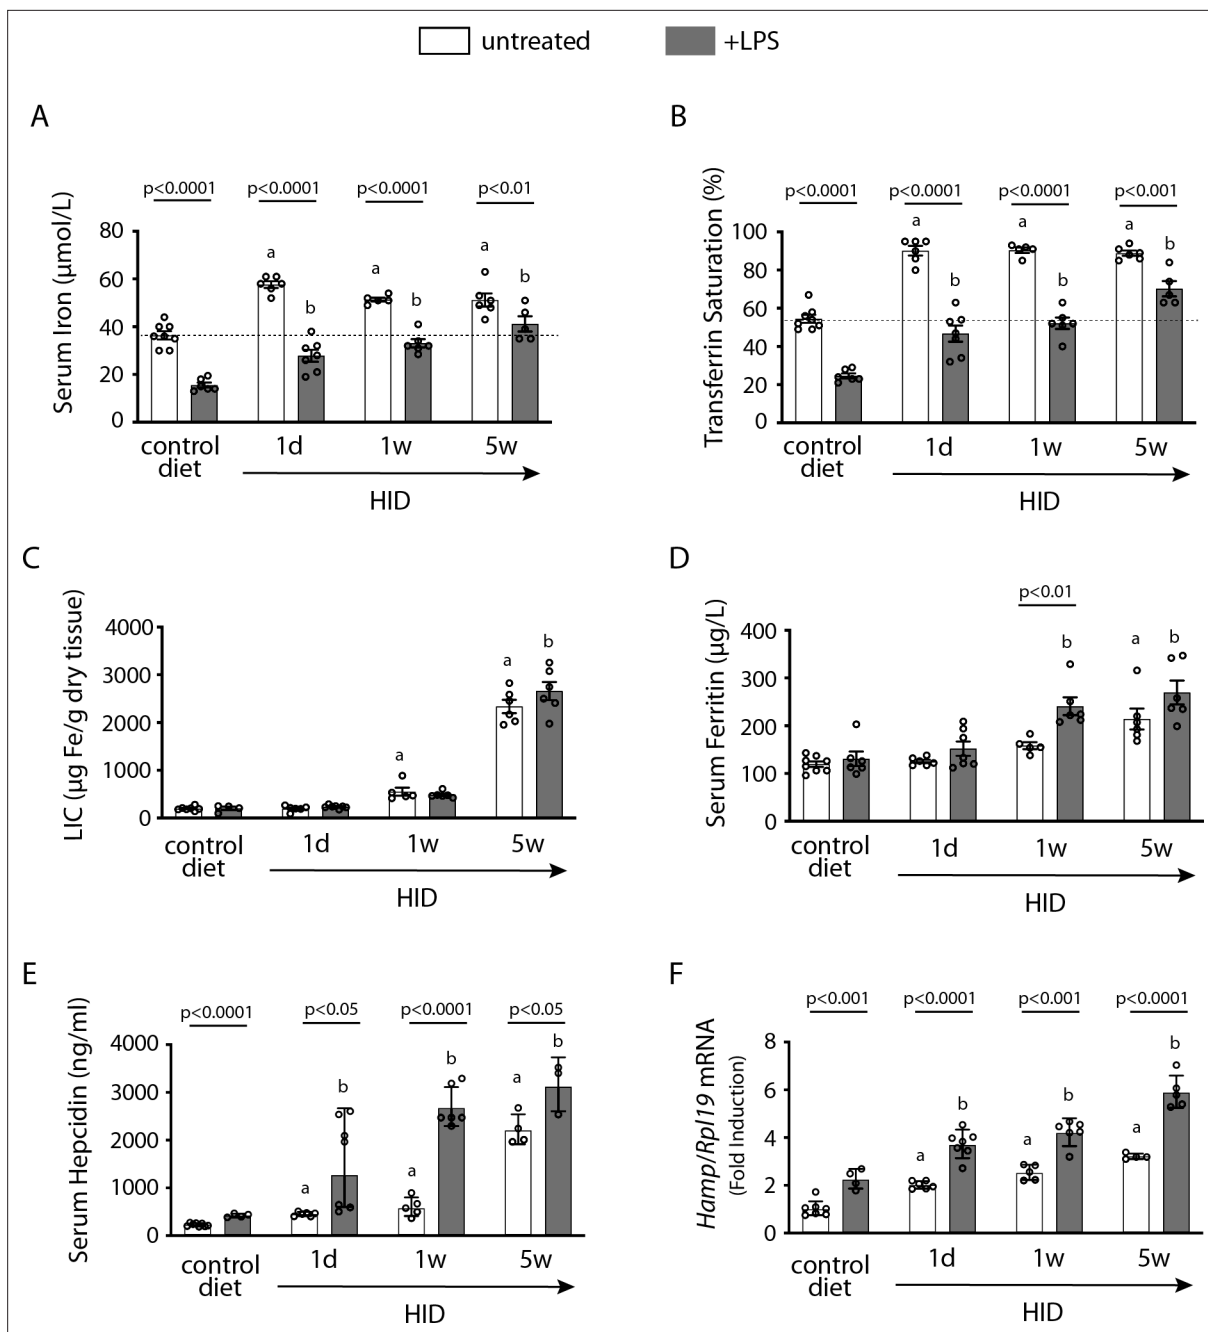 untreated
+LPS
A
p<0.0001 p<0.0001 p<0.0001 p<0.01
Serum Iron (µmol/L)
80
60
40
20
0
a
b
a
b
a
b
control diet
1d
1w
5w
HID
B
p<0.0001 p<0.0001 p<0.0001 p<0.001
Transferrin Saturation (%)
100
80
60
40
20
0
a
b
a
b
a
b
control diet
1d
1w
5w
HID
C
LIC (µg Fe/g dry tissue)
4000
3000
2000
1000
0
a
a
b
control diet
1d
1w
5w
HID
D
p<0.01
Serum Ferritin (µg/L)
400
300
200
100
0
b
a
b
control diet
1d
1w
5w
HID
E
p<0.0001 p<0.05 p<0.0001 p<0.05
Serum Hepcidin (ng/ml)
4000
3000
2000
1000
0
a
b
a
b
a
b
control diet
1d
1w
5w
HID
F
p<0.001 p<0.0001 p<0.001 p<0.0001
Hamp/Rpl19 mRNA
(Fold Induction)
8
6
4
2
0
a
b
a
b
a
b
control diet
1d
1w
5w
HID